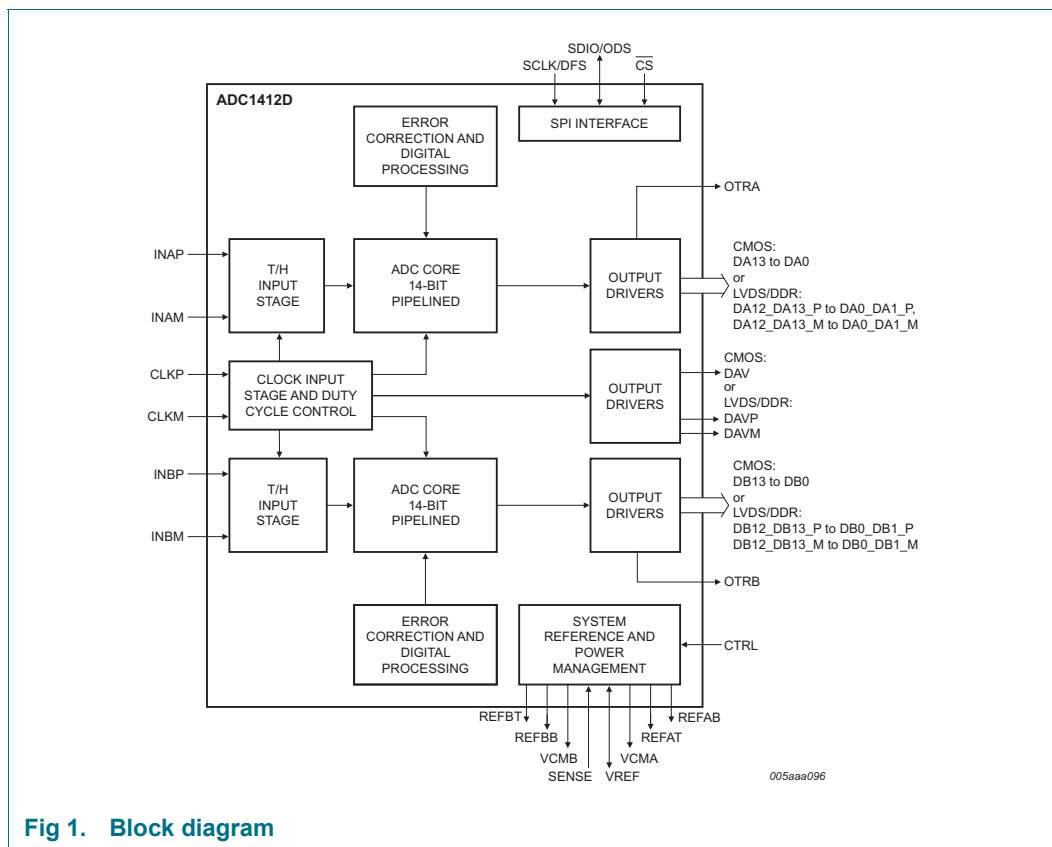 SDIO/ODS
SCLK/DFS
CS
ADC1412D
ERROR
CORRECTION AND
DIGITAL
PROCESSING
SPI INTERFACE
OTRA
INAP
INAM
T/H
INPUT
STAGE
ADC CORE
14-BIT
PIPELINED
OUTPUT
DRIVERS
CMOS:
DA13 to DA0
or
LVDS/DDR:
DA12_DA13_P to DA0_DA1_P,
DA12_DA13_M to DA0_DA1_M
CLKP
CLKM
CLOCK INPUT
STAGE AND DUTY
CYCLE CONTROL
OUTPUT
DRIVERS
CMOS:
DAV
or
LVDS/DDR:
DAVP
DAVM
INBP
INBM
T/H
INPUT
STAGE
ADC CORE
14-BIT
PIPELINED
OUTPUT
DRIVERS
CMOS:
DB13 to DB0
or
LVDS/DDR:
DB12_DB13_P to DB0_DB1_P
DB12_DB13_M to DB0_DB1_M
OTRB
ERROR
CORRECTION AND
DIGITAL
PROCESSING
SYSTEM
REFERENCE AND
POWER
MANAGEMENT
CTRL
REFBT
REFBB
VCMB
SENSE
VREF
VCMA
REFAT
REFAB
005aaa096
Fig 1. Block diagram